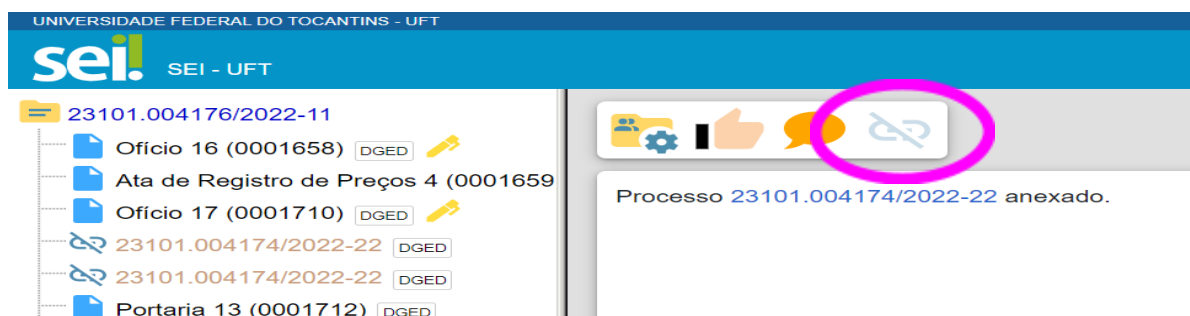 UNIVERSIDADE FEDERAL DO TOCANTINS - UFT
sei! SEI - UFT
23101.004176/2022-11
Ofício 16 (0001658) DGED
Ata de Registro de Preços 4 (0001659
Ofício 17 (0001710) DGED
23101.004174/2022-22 DGED
23101.004174/2022-22 DGED
Portaria 13 (0001712) DGED
Processo 23101.004174/2022-22 anexado.